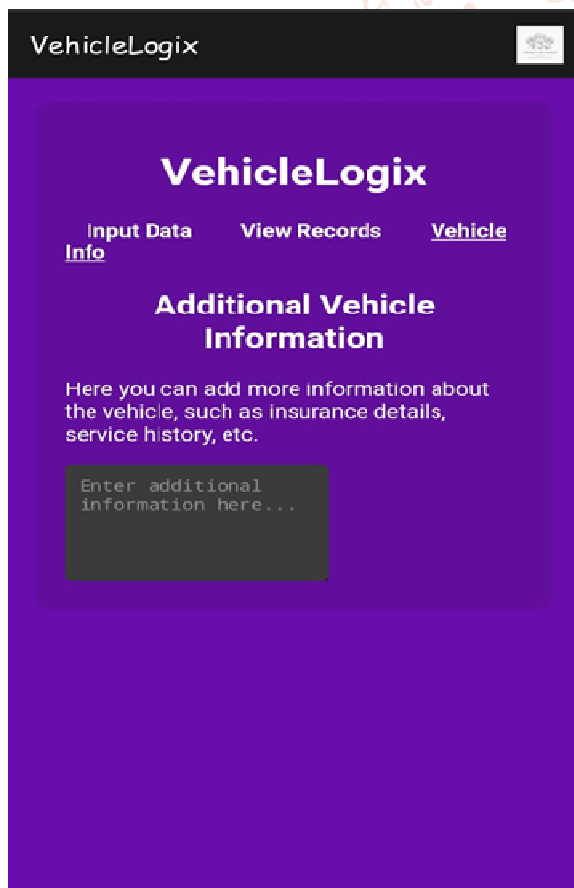 VehicleLogix
VehicleLogix
Input Data View Records Vehicle
Info
Additional Vehicle
Information
Here you can add more information about
the vehicle, such as insurance details,
service history, etc.
Enter additional
information here...